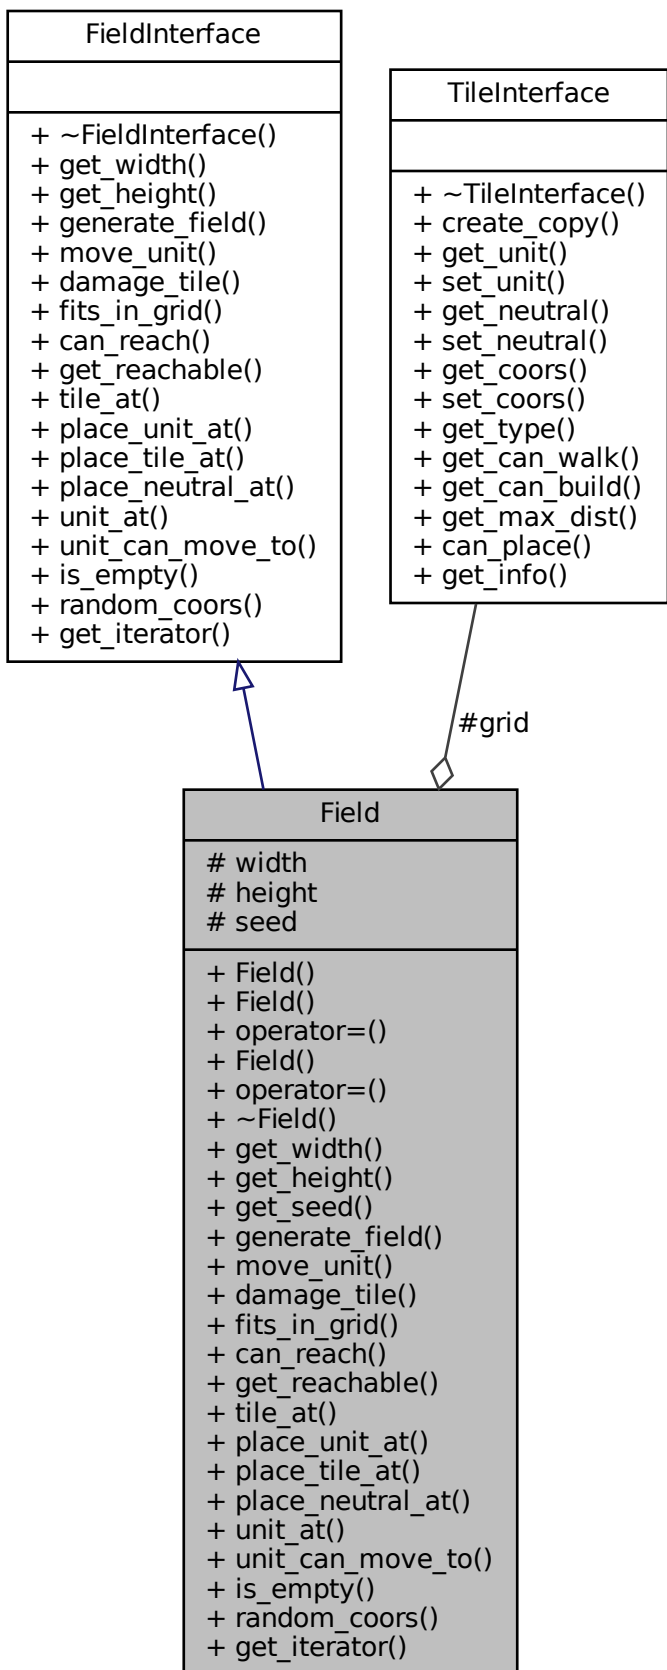 FieldInterface
+ ~FieldInterface()
+ get_width()
+ get_height()
+ generate_field()
+ move_unit()
+ damage_tile()
+ fits_in_grid()
+ can_reach()
+ get_reachable()
+ tile_at()
+ place_unit_at()
+ place_tile_at()
+ place_neutral_at()
+ unit_at()
+ unit_can_move_to()
+ is_empty()
+ random_coors()
+ get_iterator()
TileInterface
+ ~TileInterface()
+ create_copy()
+ get_unit()
+ set_unit()
+ get_neutral()
+ set_neutral()
+ get_coors()
+ set_coors()
+ get_type()
+ get_can_walk()
+ get_can_build()
+ get_max_dist()
+ can_place()
+ get_info()
#grid
Field
# width
# height
# seed
+ Field()
+ Field()
+ operator=()
+ Field()
+ operator=()
+ ~Field()
+ get_width()
+ get_height()
+ get_seed()
+ generate_field()
+ move_unit()
+ damage_tile()
+ fits_in_grid()
+ can_reach()
+ get_reachable()
+ tile_at()
+ place_unit_at()
+ place_tile_at()
+ place_neutral_at()
+ unit_at()
+ unit_can_move_to()
+ is_empty()
+ random_coors()
+ get_iterator()